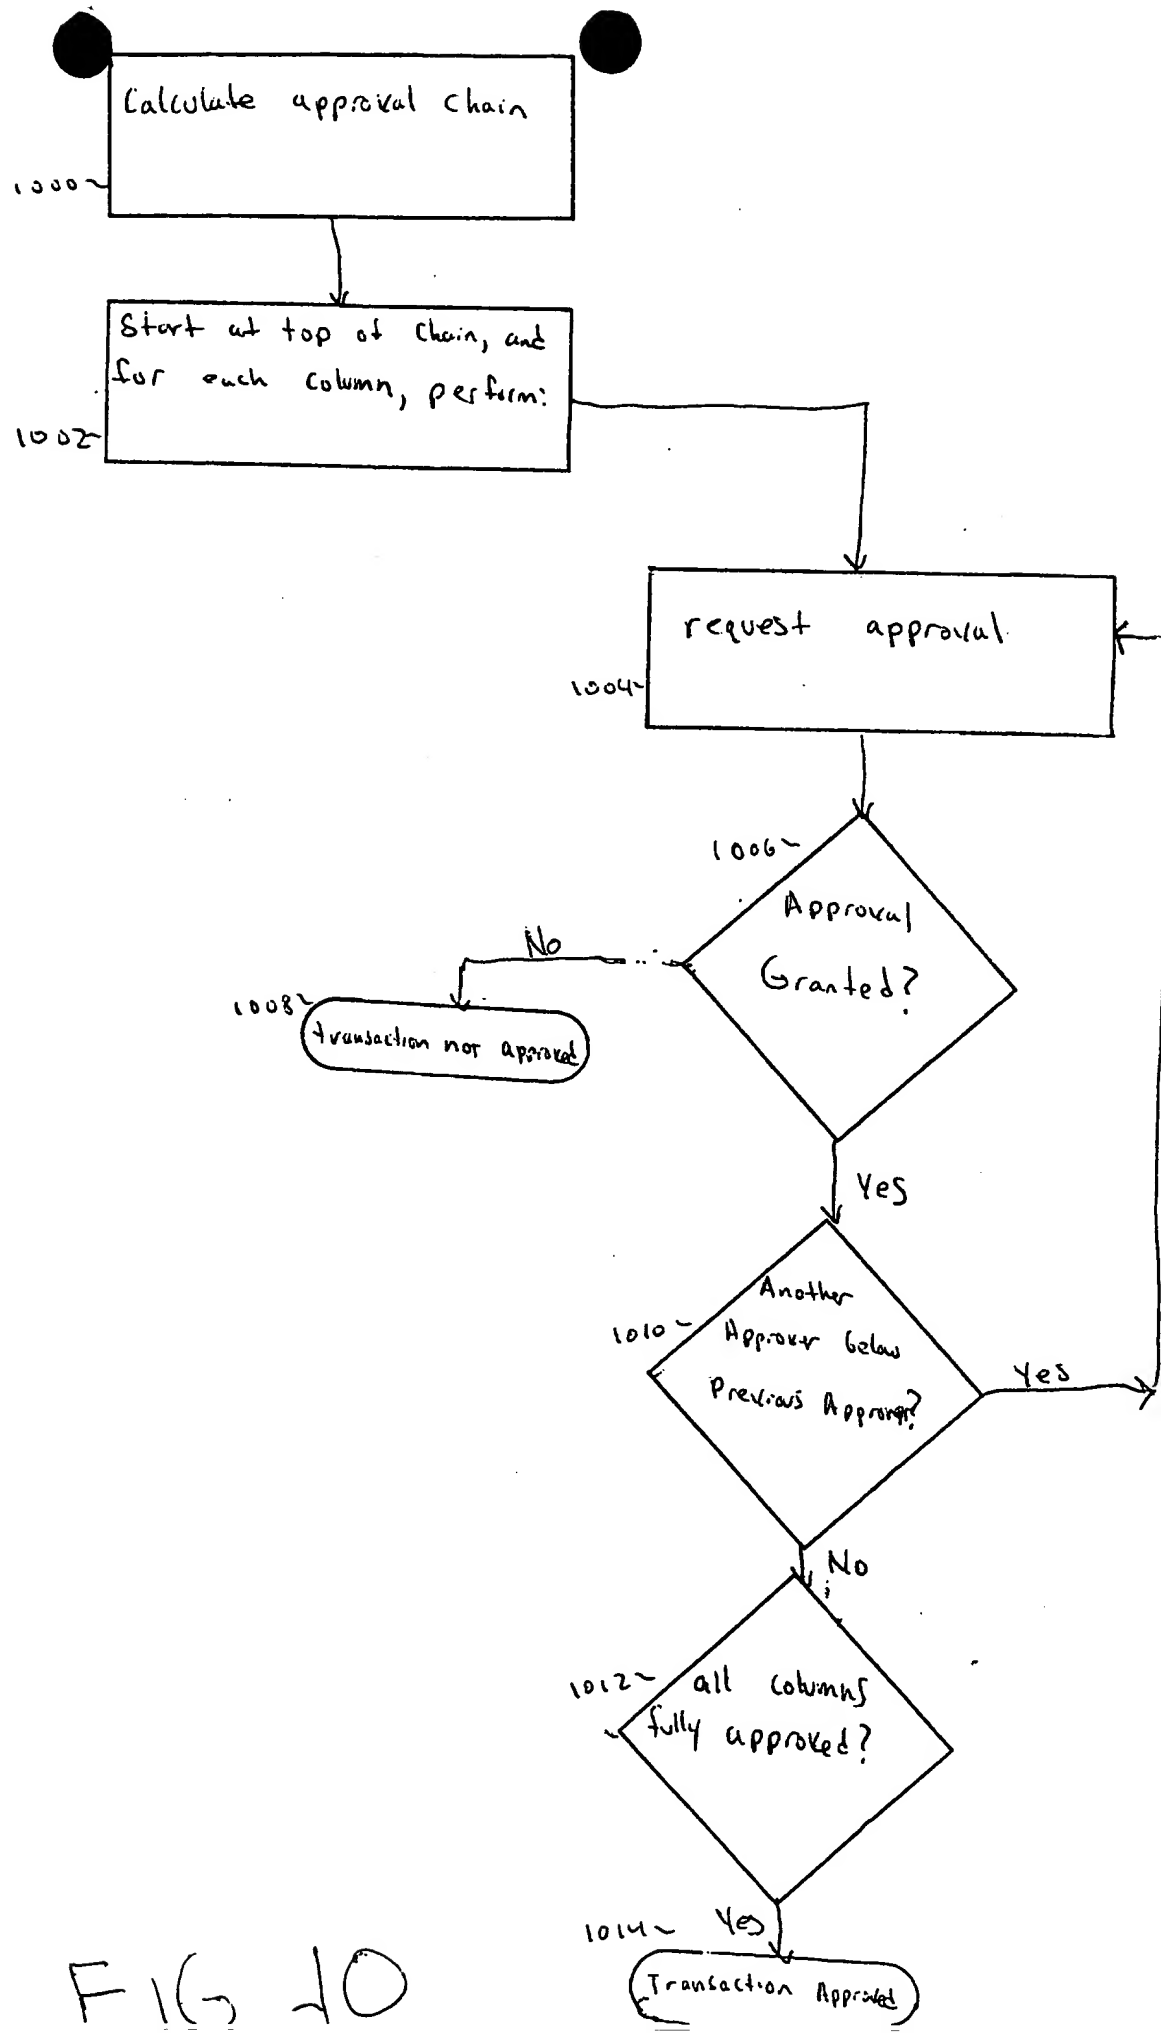 Calculate approval chain
1000
Start at top of chain, and
for each column, perform:
1002
request approval
1004
1006
Approval
Granted?
No
1008
transaction not approved
Yes
1010
Another
Approver below
Previous Approver?
Yes
No
1012
all columns
fully approved?
1014
Yes
Transaction Approved
FIG 10